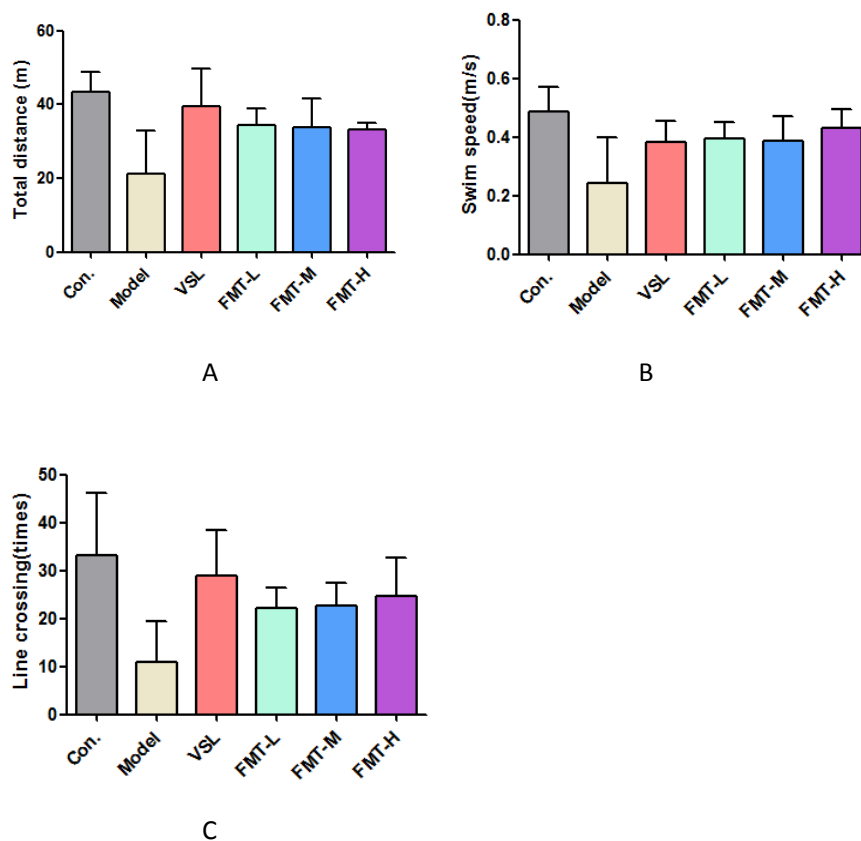 Total distance (m)
60
40
20
0
Con.
Model
VSL
FMT-L
FMT-M
FMT-H
A
Swim speed(m/s)
0.8
0.6
0.4
0.2
0.0
Con.
Model
VSL
FMT-L
FMT-M
FMT-H
B
Line crossing(times)
50
40
30
20
10
0
Con.
Model
VSL
FMT-L
FMT-M
FMT-H
C